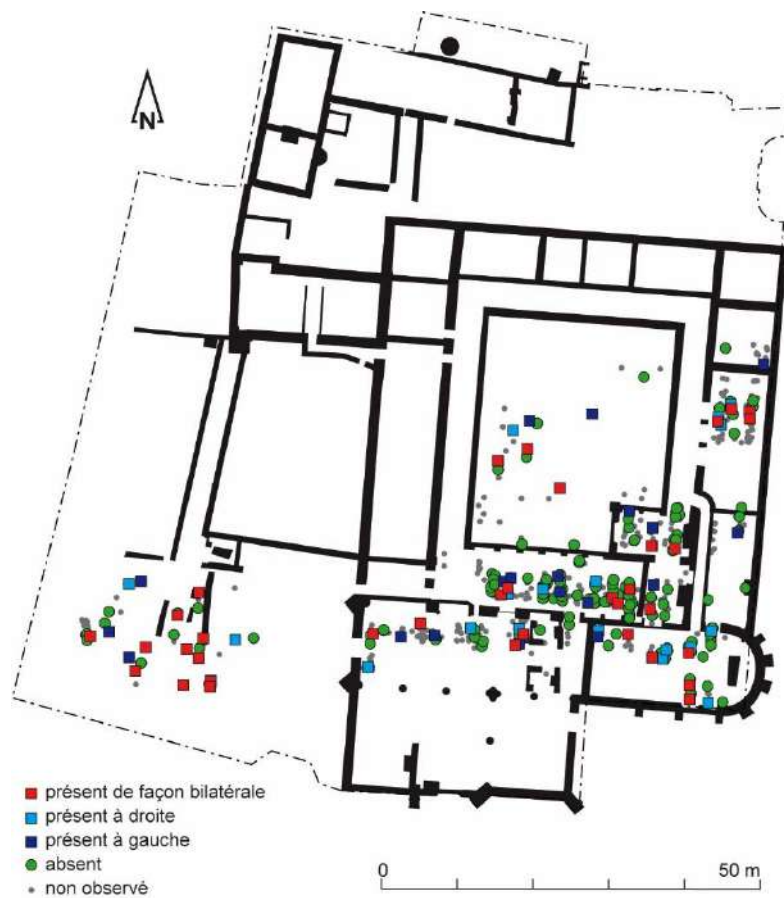 N
présent de façon bilatérale
présent à droite
présent à gauche
absent
non observé
0 50 m